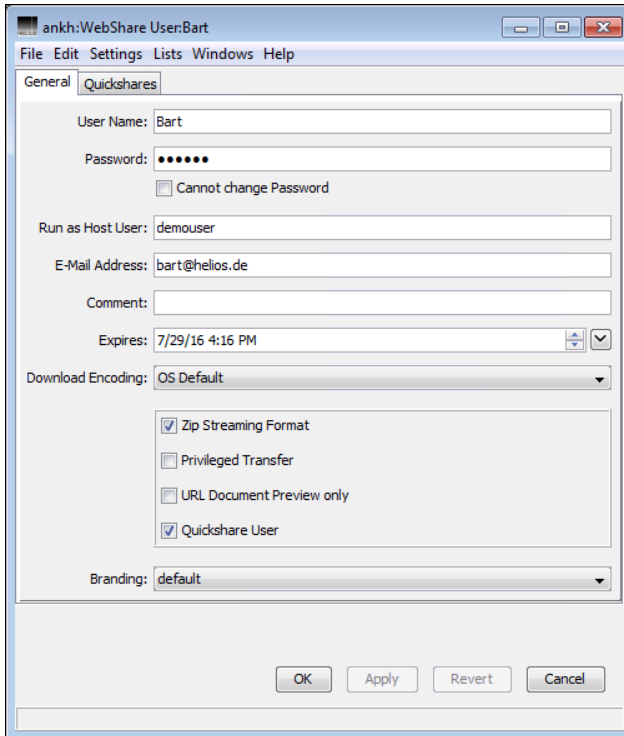 ankh:WebShare User:Bart
File Edit Settings Lists Windows Help
General Quickshares
User Name: Bart
Password: ●●●●●●
Cannot change Password
Run as Host User: demouser
E-Mail Address: bart@helios.de
Comment:
Expires: 7/29/16 4:16 PM
Download Encoding: OS Default
Zip Streaming Format
Privileged Transfer
URL Document Preview only
Quickshare User
Branding: default
OK Apply Revert Cancel